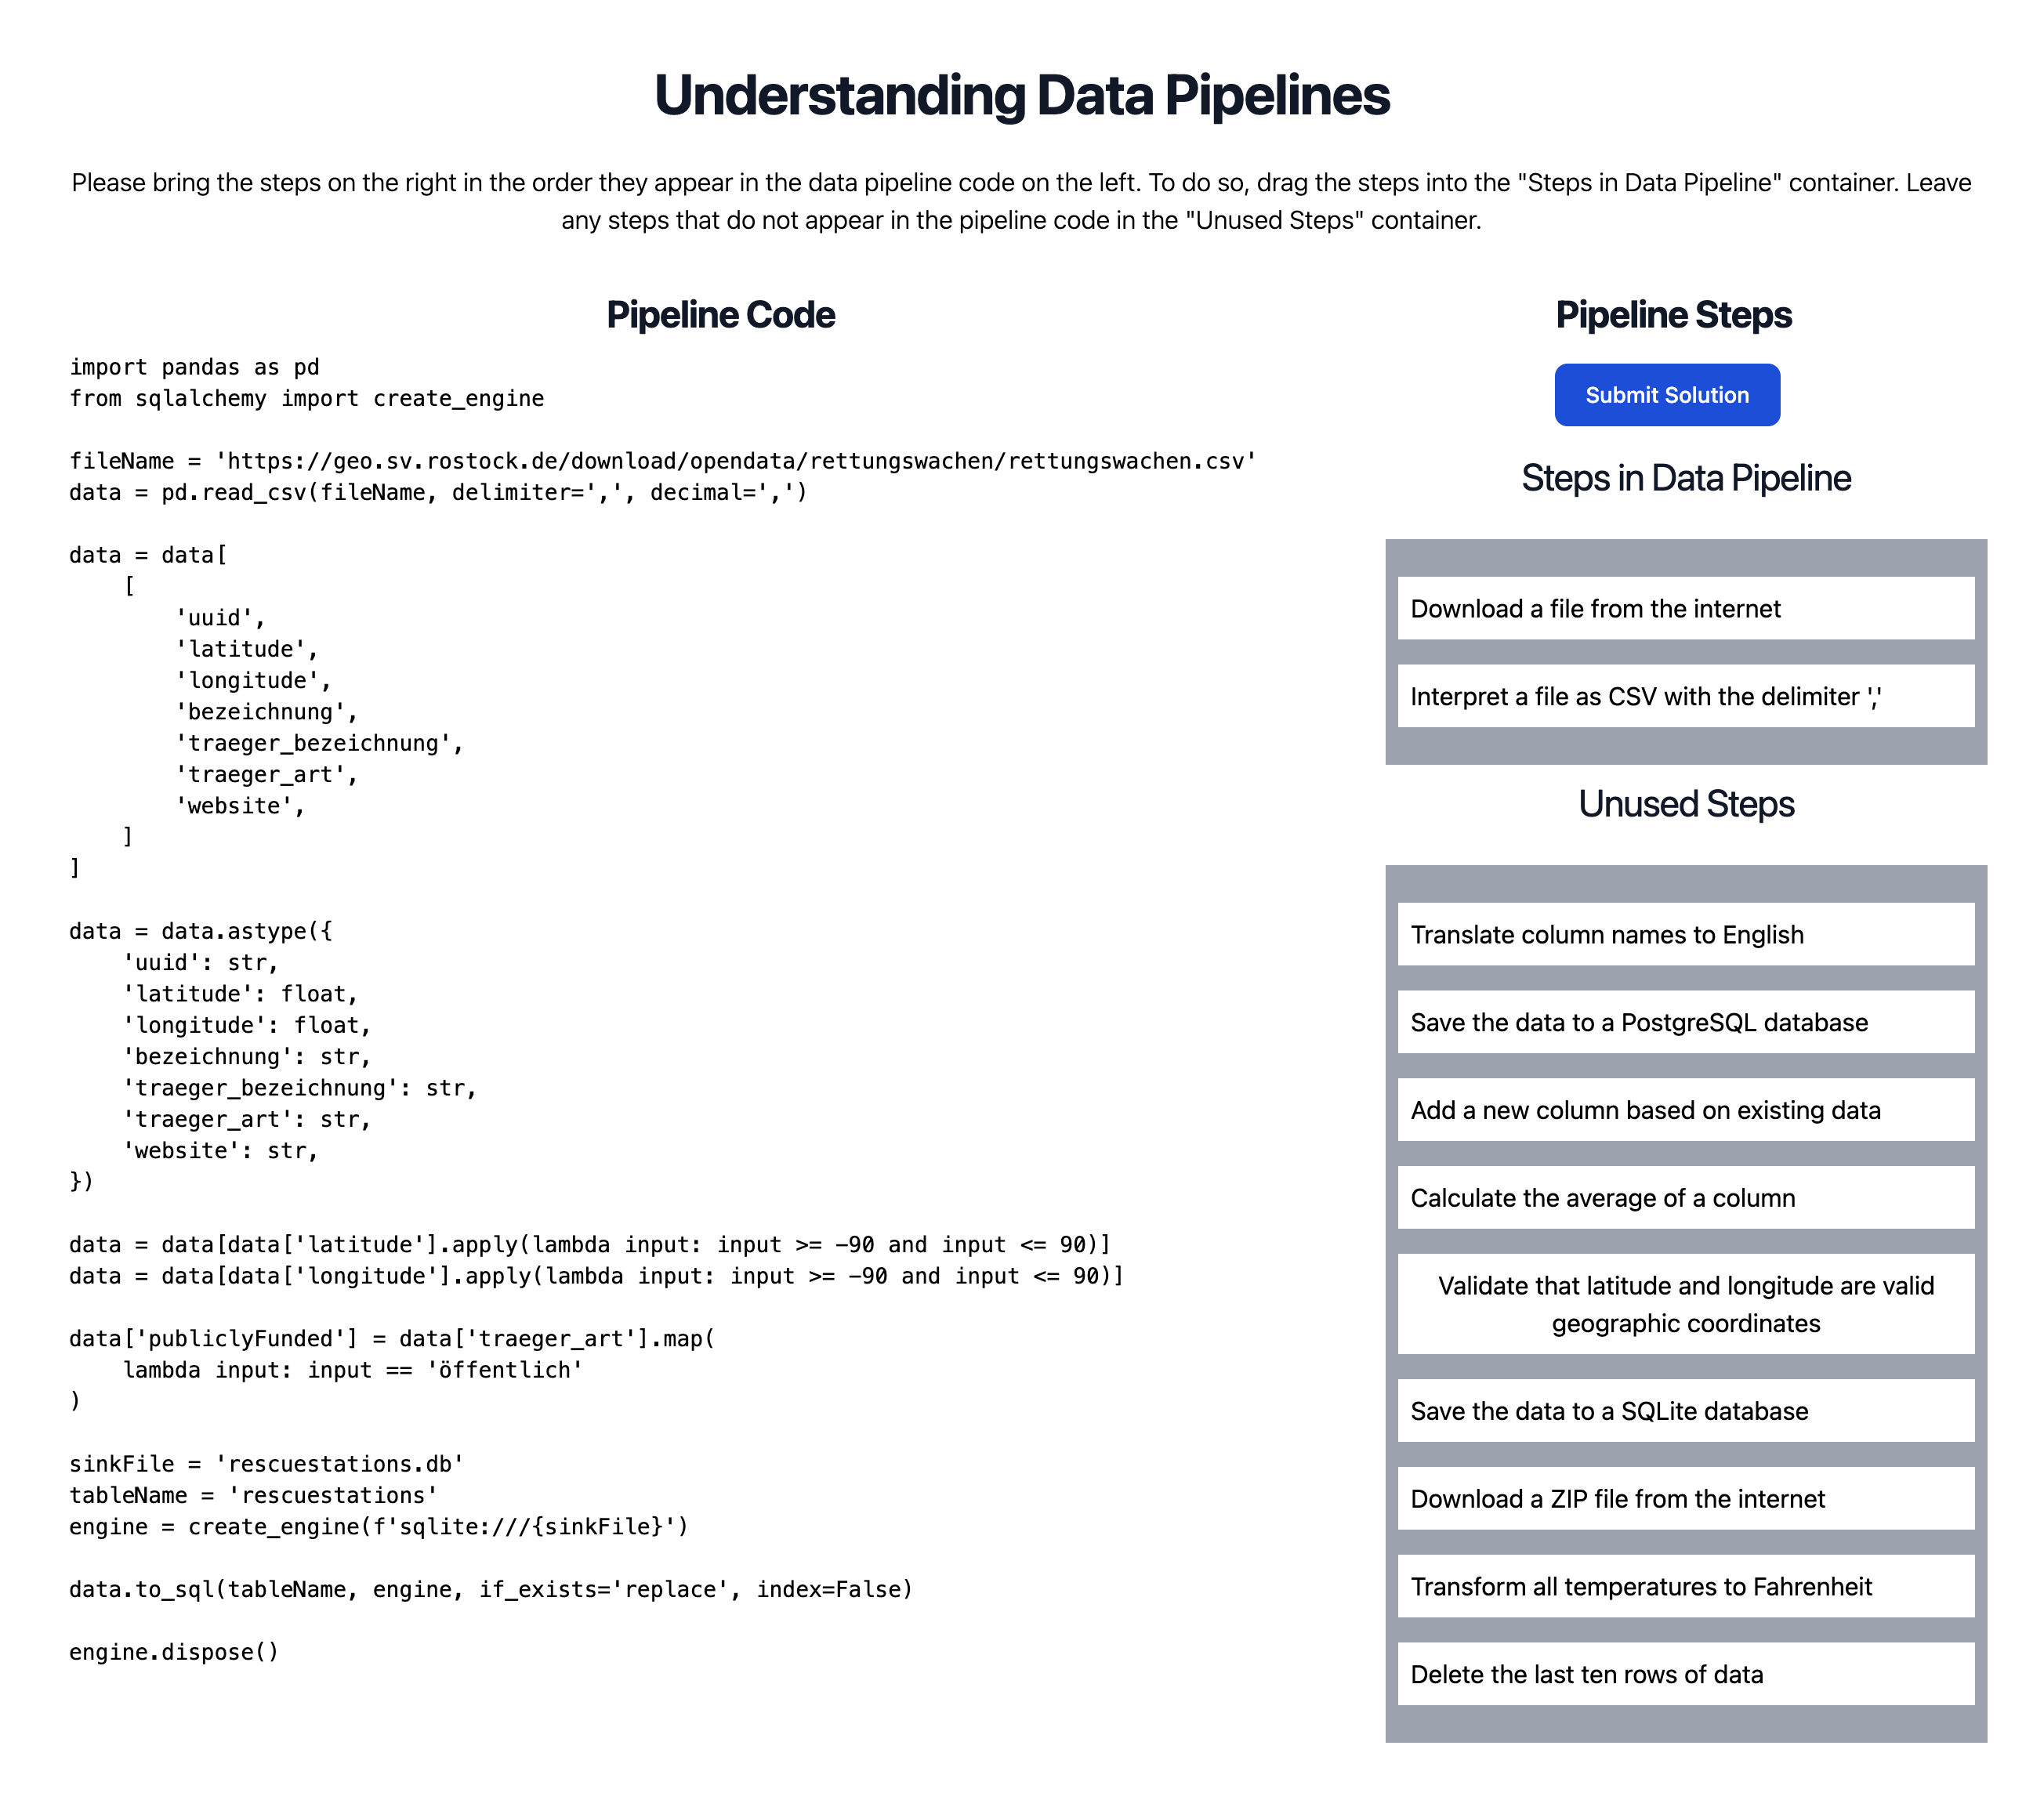 Understanding Data Pipelines
Please bring the steps on the right in the order they appear in the data pipeline code on the left. To do so, drag the steps into the "Steps in Data Pipeline" container. Leave
any steps that do not appear in the pipeline code in the "Unused Steps" container.
Pipeline Code
import pandas as pd
from sqlalchemy import create_engine

fileName = 'https://geo.sv.rostock.de/download/opendata/rettungswachen/rettungswachen.csv'
data = pd.read_csv(fileName, delimiter=',', decimal=',')

data = data[
    [
        'uuid',
        'latitude',
        'longitude',
        'bezeichnung',
        'traeger_bezeichnung',
        'traeger_art',
        'website',
    ]
]

data = data.astype({
    'uuid': str,
    'latitude': float,
    'longitude': float,
    'bezeichnung': str,
    'traeger_bezeichnung': str,
    'traeger_art': str,
    'website': str,
})

data = data[data['latitude'].apply(lambda input: input >= -90 and input <= 90)]
data = data[data['longitude'].apply(lambda input: input >= -90 and input <= 90)]

data['publiclyFunded'] = data['traeger_art'].map(
    lambda input: input == 'öffentlich'
)

sinkFile = 'rescuestations.db'
tableName = 'rescuestations'
engine = create_engine(f'sqlite:///{sinkFile}')

data.to_sql(tableName, engine, if_exists='replace', index=False)

engine.dispose()
Pipeline Steps
Submit Solution
Steps in Data Pipeline
Download a file from the internet
Interpret a file as CSV with the delimiter ','
Unused Steps
Translate column names to English
Save the data to a PostgreSQL database
Add a new column based on existing data
Calculate the average of a column
Validate that latitude and longitude are valid
geographic coordinates
Save the data to a SQLite database
Download a ZIP file from the internet
Transform all temperatures to Fahrenheit
Delete the last ten rows of data